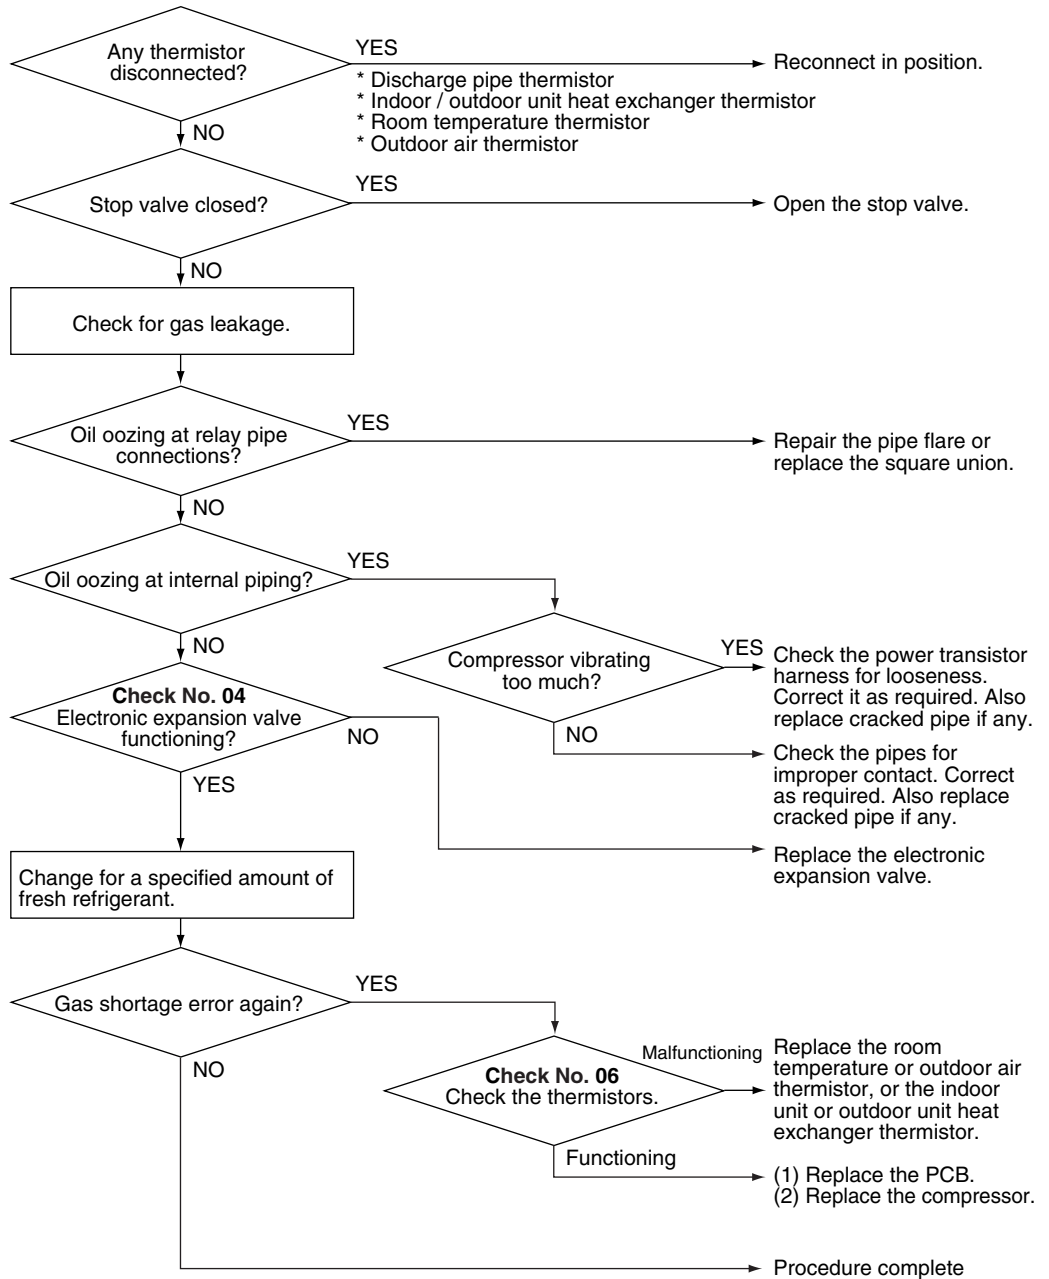 Any thermistor
disconnected?
YES
* Discharge pipe thermistor
* Indoor / outdoor unit heat exchanger thermistor
* Room temperature thermistor
* Outdoor air thermistor
Reconnect in position.
NO
Stop valve closed?
YES
Open the stop valve.
NO
Check for gas leakage.
Oil oozing at relay pipe
connections?
YES
Repair the pipe flare or
replace the square union.
NO
Oil oozing at internal piping?
YES
NO
Compressor vibrating
too much?
YES
Check the power transistor
harness for looseness.
Correct it as required. Also
replace cracked pipe if any.
NO
Check the pipes for
improper contact. Correct
as required. Also replace
cracked pipe if any.
Check No. 04
Electronic expansion valve
functioning?
NO
Replace the electronic
expansion valve.
YES
Change for a specified amount of
fresh refrigerant.
Gas shortage error again?
YES
NO
Check No. 06
Check the thermistors.
Malfunctioning
Replace the room
temperature or outdoor air
thermistor, or the indoor
unit or outdoor unit heat
exchanger thermistor.
Functioning
(1) Replace the PCB.
(2) Replace the compressor.
Procedure complete